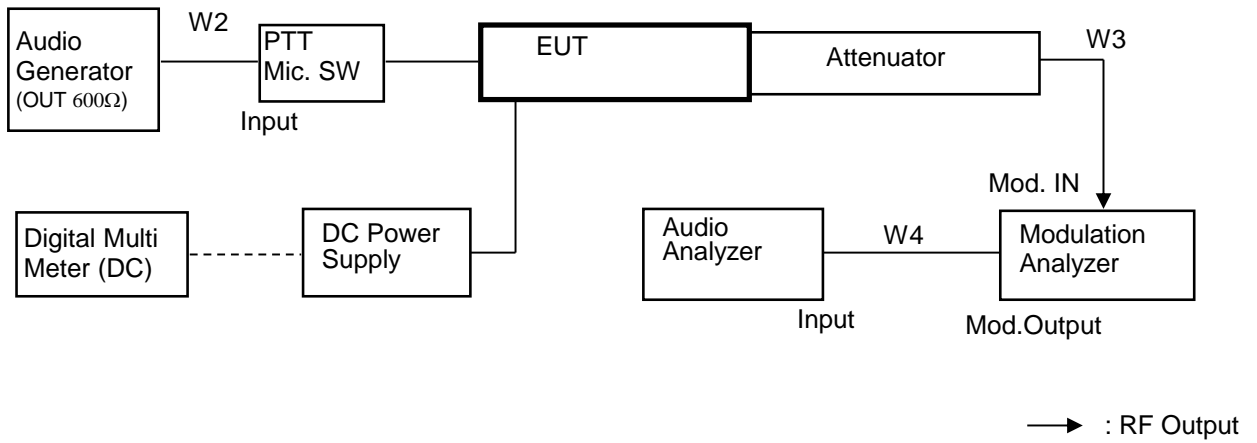 W2
Audio
Generator
(OUT 600Ω)
PTT
Mic. SW
Input
EUT
Attenuator
W3
Digital Multi
Meter (DC)
DC Power
Supply
Audio
Analyzer
Input
W4
Mod. IN
Modulation
Analyzer
Mod.Output
: RF Output